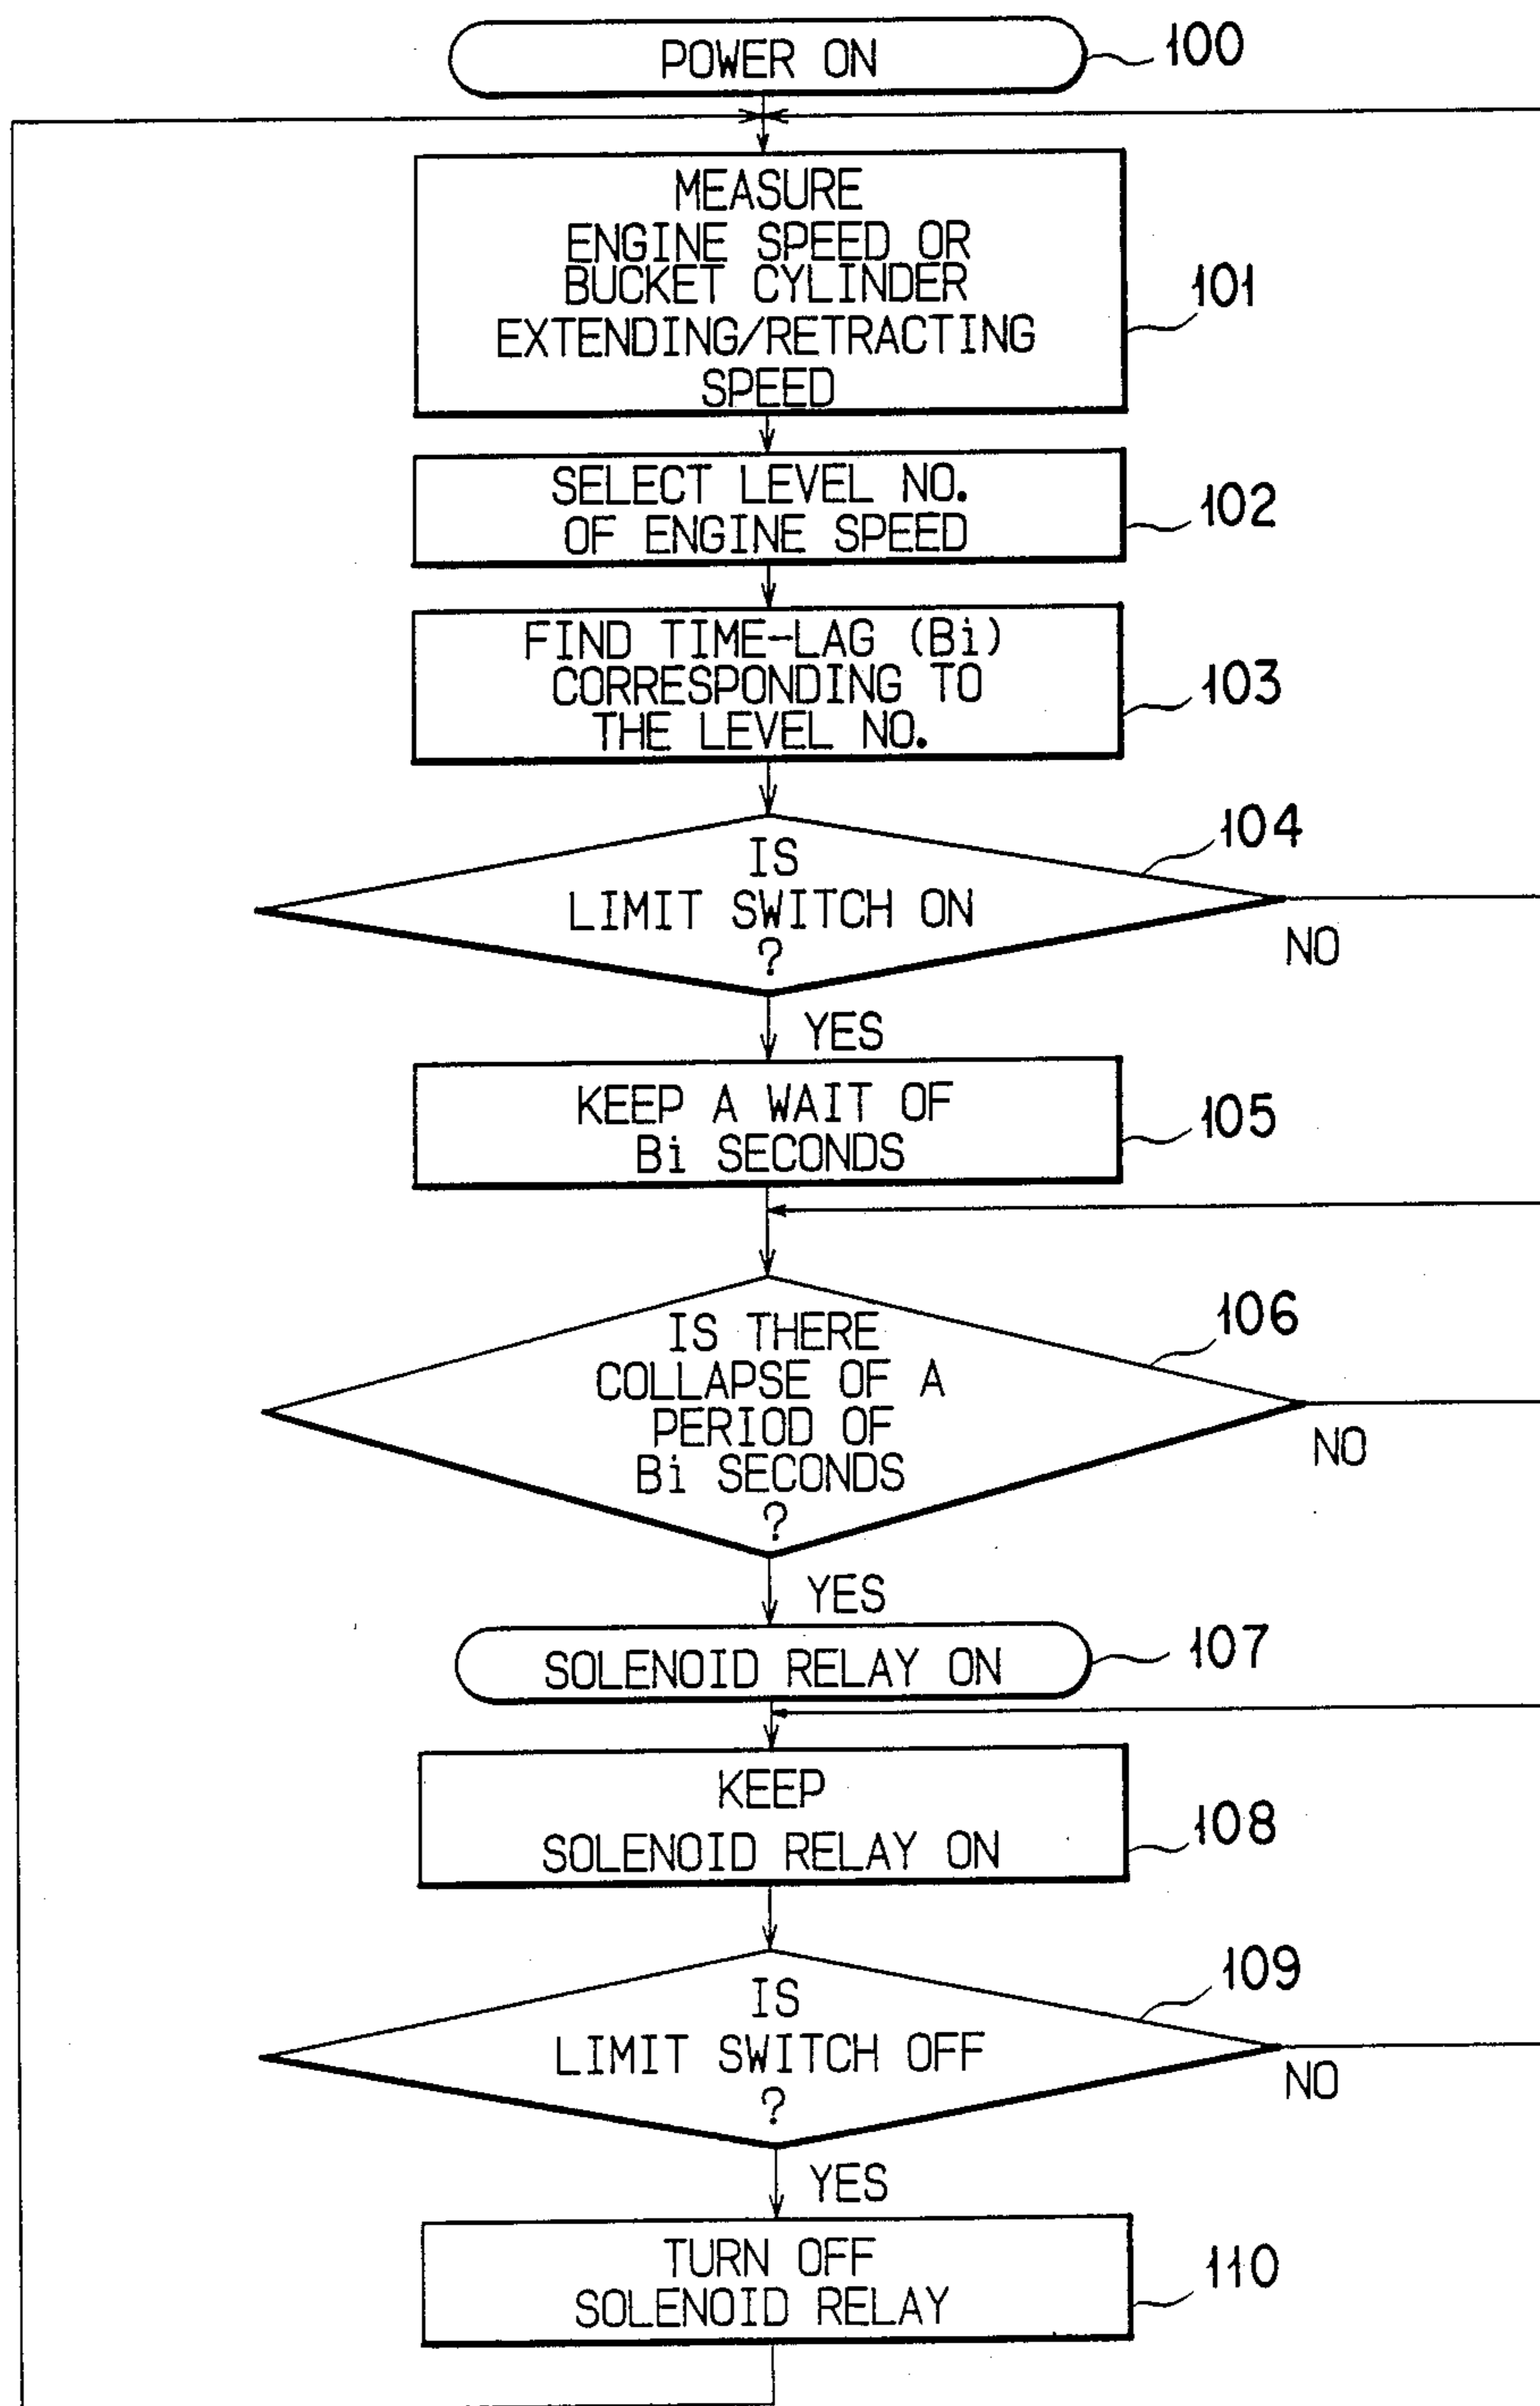 POWER ON
100
MEASURE
ENGINE SPEED OR
BUCKET CYLINDER
EXTENDING/RETRACTING
SPEED
101
SELECT LEVEL NO.
OF ENGINE SPEED
102
FIND TIME-LAG (Bi)
CORRESPONDING TO
THE LEVEL NO.
103
IS
LIMIT SWITCH ON
?
104
NO
YES
KEEP A WAIT OF
Bi SECONDS
105
IS THERE
COLLAPSE OF A
PERIOD OF
Bi SECONDS
?
106
NO
YES
SOLENOID RELAY ON
107
KEEP
SOLENOID RELAY ON
108
IS
LIMIT SWITCH OFF
?
109
NO
YES
TURN OFF
SOLENOID RELAY
110